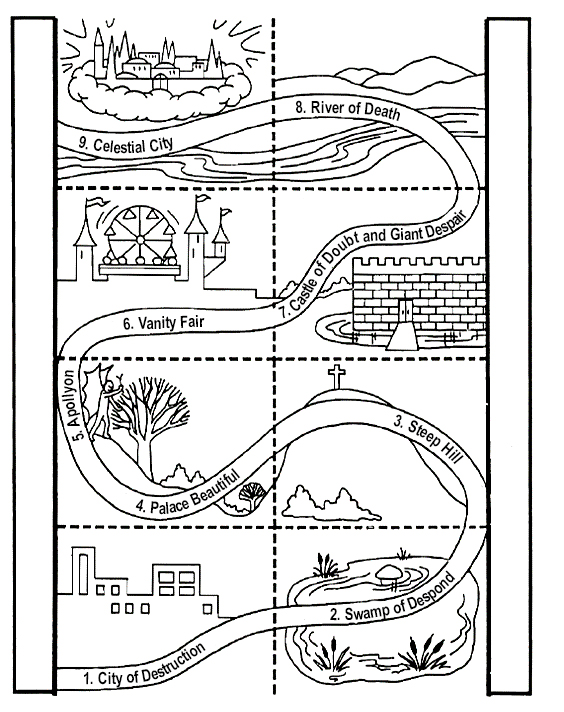 9. Celestial City
8. River of Death
7. Castle of Doubt and Giant Despair
6. Vanity Fair
5. Apollyon
4. Palace Beautiful
3. Steep Hill
2. Swamp of Despond
1. City of Destruction